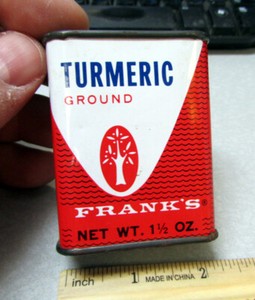 TURMERIC
GROUND
FRANK'S®
NET WT. 1½ OZ.
inch 1 MADE IN CHINA 2